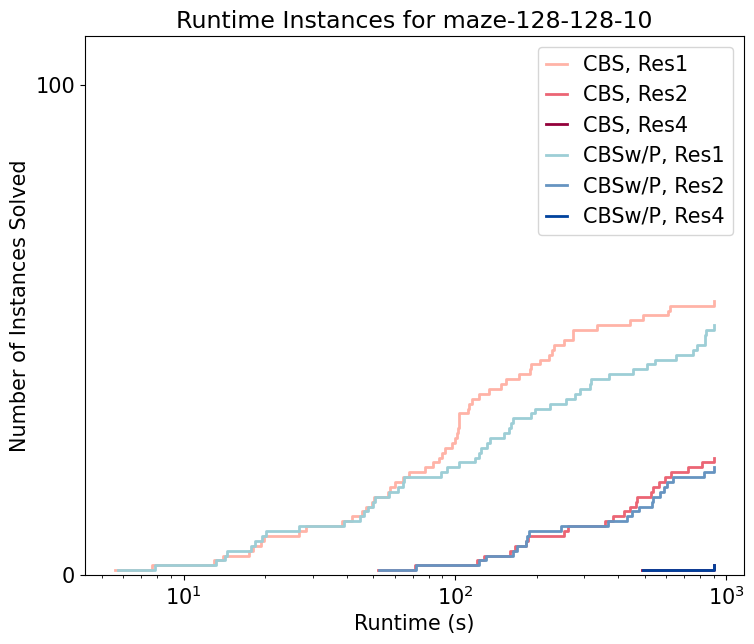 Runtime Instances for maze-128-128-10
Number of Instances Solved
100
0
CBS, Res1
CBS, Res2
CBS, Res4
CBSw/P, Res1
CBSw/P, Res2
CBSw/P, Res4
10¹ 10² 10³
Runtime (s)